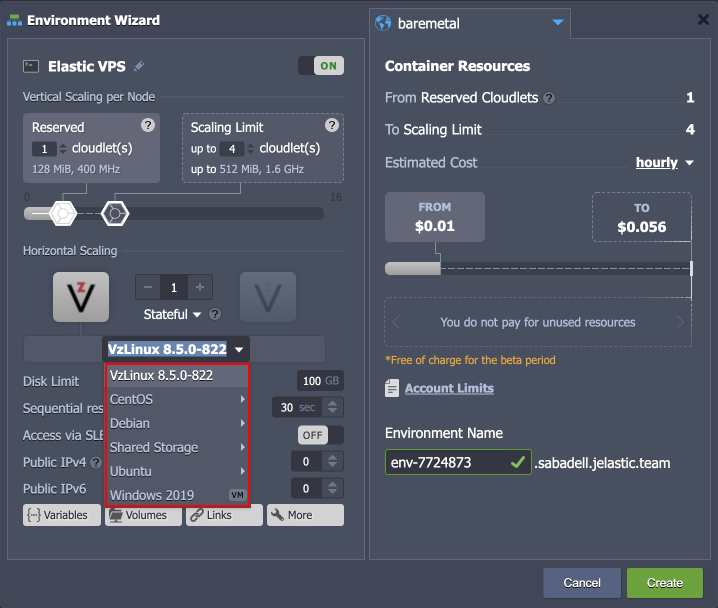 Environment Wizard
Elastic VPS
ON
Vertical Scaling per Node
Reserved ?
1 cloudlet(s)
128 MiB, 400 MHz
Scaling Limit ?
up to 4 cloudlet(s)
up to 512 MiB, 1.6 GHz
0 16
Horizontal Scaling
1
Stateful ?
VzLinux 8.5.0-822
VzLinux 8.5.0-822
CentOS
Debian
Shared Storage
Ubuntu
Windows 2019 VM
Disk Limit 100 GB
Sequential res 30 sec
Access via SLB OFF
Public IPv4 ? 0
Public IPv6 0
Variables Volumes Links More
baremetal
Container Resources
From Reserved Cloudlets ? 1
To Scaling Limit 4
Estimated Cost hourly
FROM
$0.01
TO
$0.056
You do not pay for unused resources
*Free of charge for the beta period
Account Limits
Environment Name
env-7724873 .sabadell.jelastic.team
Cancel Create